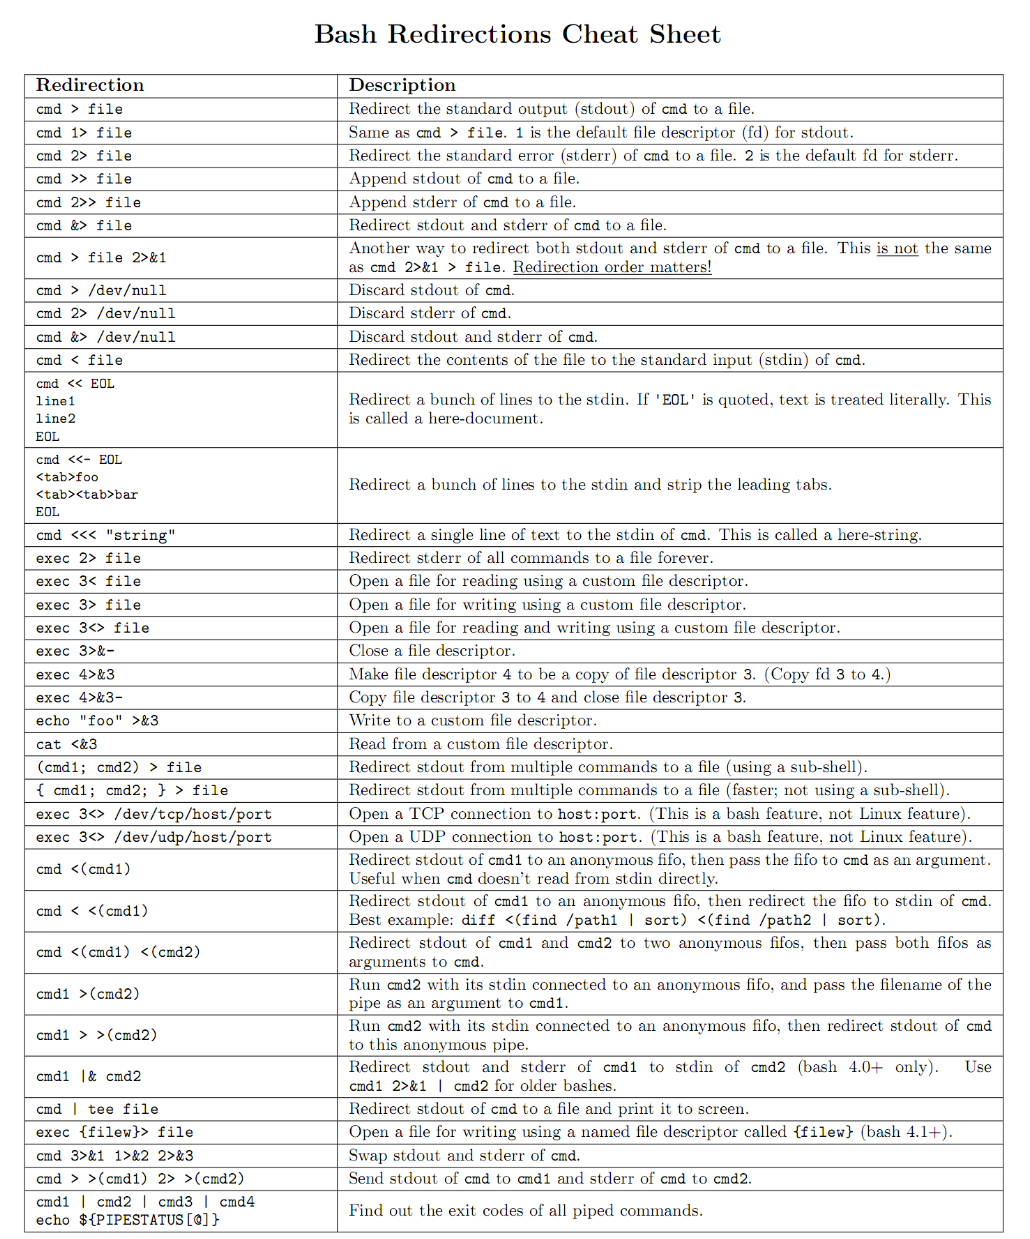 Bash Redirections Cheat Sheet
Redirection Description
cmd > file Redirect the standard output (stdout) of cmd to a file.
cmd 1> file Same as cmd > file. 1 is the default file descriptor (fd) for stdout.
cmd 2> file Redirect the standard error (stderr) of cmd to a file. 2 is the default fd for stderr.
cmd >> file Append stdout of cmd to a file.
cmd 2>> file Append stderr of cmd to a file.
cmd &> file Redirect stdout and stderr of cmd to a file.
cmd > file 2>&1 Another way to redirect both stdout and stderr of cmd to a file. This is not the same
as cmd 2>&1 > file. Redirection order matters!
cmd > /dev/null Discard stdout of cmd.
cmd 2> /dev/null Discard stderr of cmd.
cmd &> /dev/null Discard stdout and stderr of cmd.
cmd < file Redirect the contents of the file to the standard input (stdin) of cmd.
cmd << EOL
line1
line2
EOL
Redirect a bunch of lines to the stdin. If 'EOL' is quoted, text is treated literally. This
is called a here-document.
cmd <<- EOL
<tab>foo
<tab><tab>bar
EOL
Redirect a bunch of lines to the stdin and strip the leading tabs.
cmd <<< "string" Redirect a single line of text to the stdin of cmd. This is called a here-string.
exec 2> file Redirect stderr of all commands to a file forever.
exec 3< file Open a file for reading using a custom file descriptor.
exec 3> file Open a file for writing using a custom file descriptor.
exec 3<> file Open a file for reading and writing using a custom file descriptor.
exec 3>&- Close a file descriptor.
exec 4>&3 Make file descriptor 4 to be a copy of file descriptor 3. (Copy fd 3 to 4.)
exec 4>&3- Copy file descriptor 3 to 4 and close file descriptor 3.
echo "foo" >&3 Write to a custom file descriptor.
cat <&3 Read from a custom file descriptor.
(cmd1; cmd2) > file Redirect stdout from multiple commands to a file (using a sub-shell).
{ cmd1; cmd2; } > file Redirect stdout from multiple commands to a file (faster; not using a sub-shell).
exec 3<> /dev/tcp/host/port Open a TCP connection to host:port. (This is a bash feature, not Linux feature).
exec 3<> /dev/udp/host/port Open a UDP connection to host:port. (This is a bash feature, not Linux feature).
cmd <(cmd1) Redirect stdout of cmd1 to an anonymous fifo, then pass the fifo to cmd as an argument.
Useful when cmd doesn't read from stdin directly.
cmd < <(cmd1) Redirect stdout of cmd1 to an anonymous fifo, then redirect the fifo to stdin of cmd.
Best example: diff <(find /path1 | sort) <(find /path2 | sort).
cmd <(cmd1) <(cmd2) Redirect stdout of cmd1 and cmd2 to two anonymous fifos, then pass both fifos as
arguments to cmd.
cmd1 >(cmd2) Run cmd2 with its stdin connected to an anonymous fifo, and pass the filename of the
pipe as an argument to cmd1.
cmd1 > >(cmd2) Run cmd2 with its stdin connected to an anonymous fifo, then redirect stdout of cmd
to this anonymous pipe.
cmd1 |& cmd2 Redirect stdout and stderr of cmd1 to stdin of cmd2 (bash 4.0+ only). Use
cmd1 2>&1 | cmd2 for older bashes.
cmd | tee file Redirect stdout of cmd to a file and print it to screen.
exec {filew}> file Open a file for writing using a named file descriptor called {filew} (bash 4.1+).
cmd 3>&1 1>&2 2>&3 Swap stdout and stderr of cmd.
cmd > >(cmd1) 2> >(cmd2) Send stdout of cmd to cmd1 and stderr of cmd to cmd2.
cmd1 | cmd2 | cmd3 | cmd4
echo ${PIPESTATUS[@]}
Find out the exit codes of all piped commands.